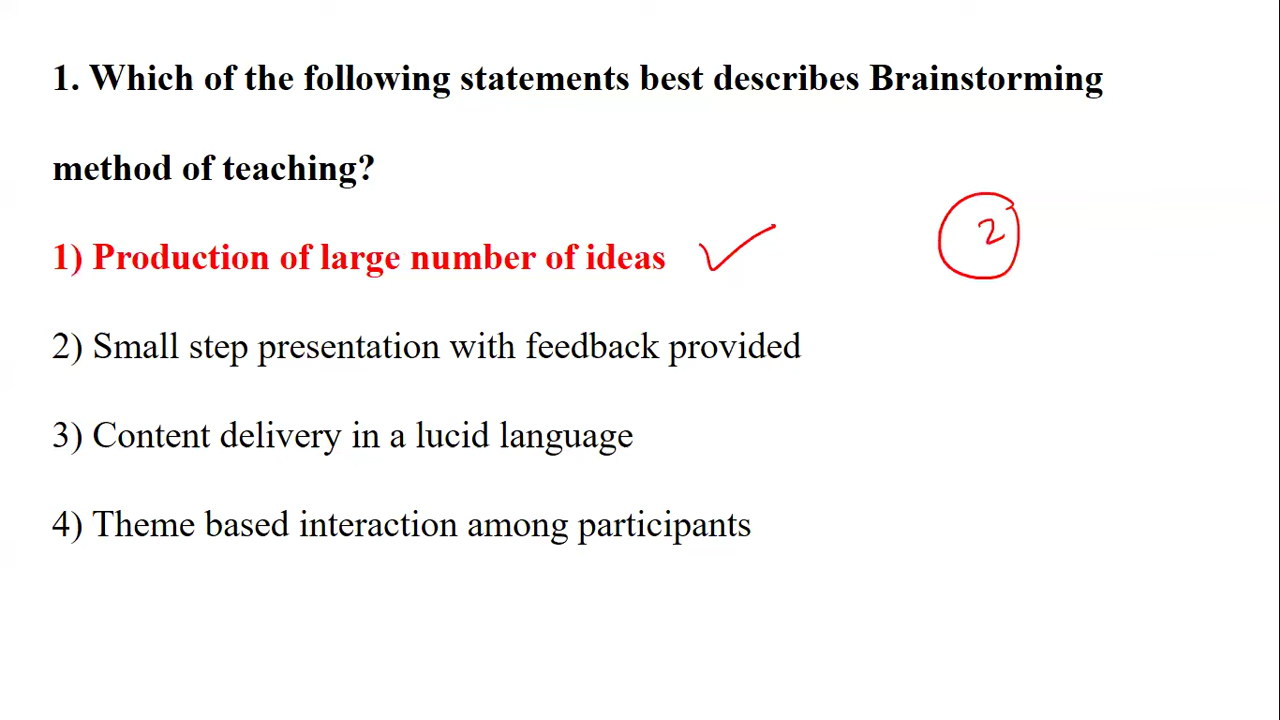 1. Which of the following statements best describes Brainstorming
method of teaching?
1) Production of large number of ideas
2
2) Small step presentation with feedback provided
3) Content delivery in a lucid language
4) Theme based interaction among participants